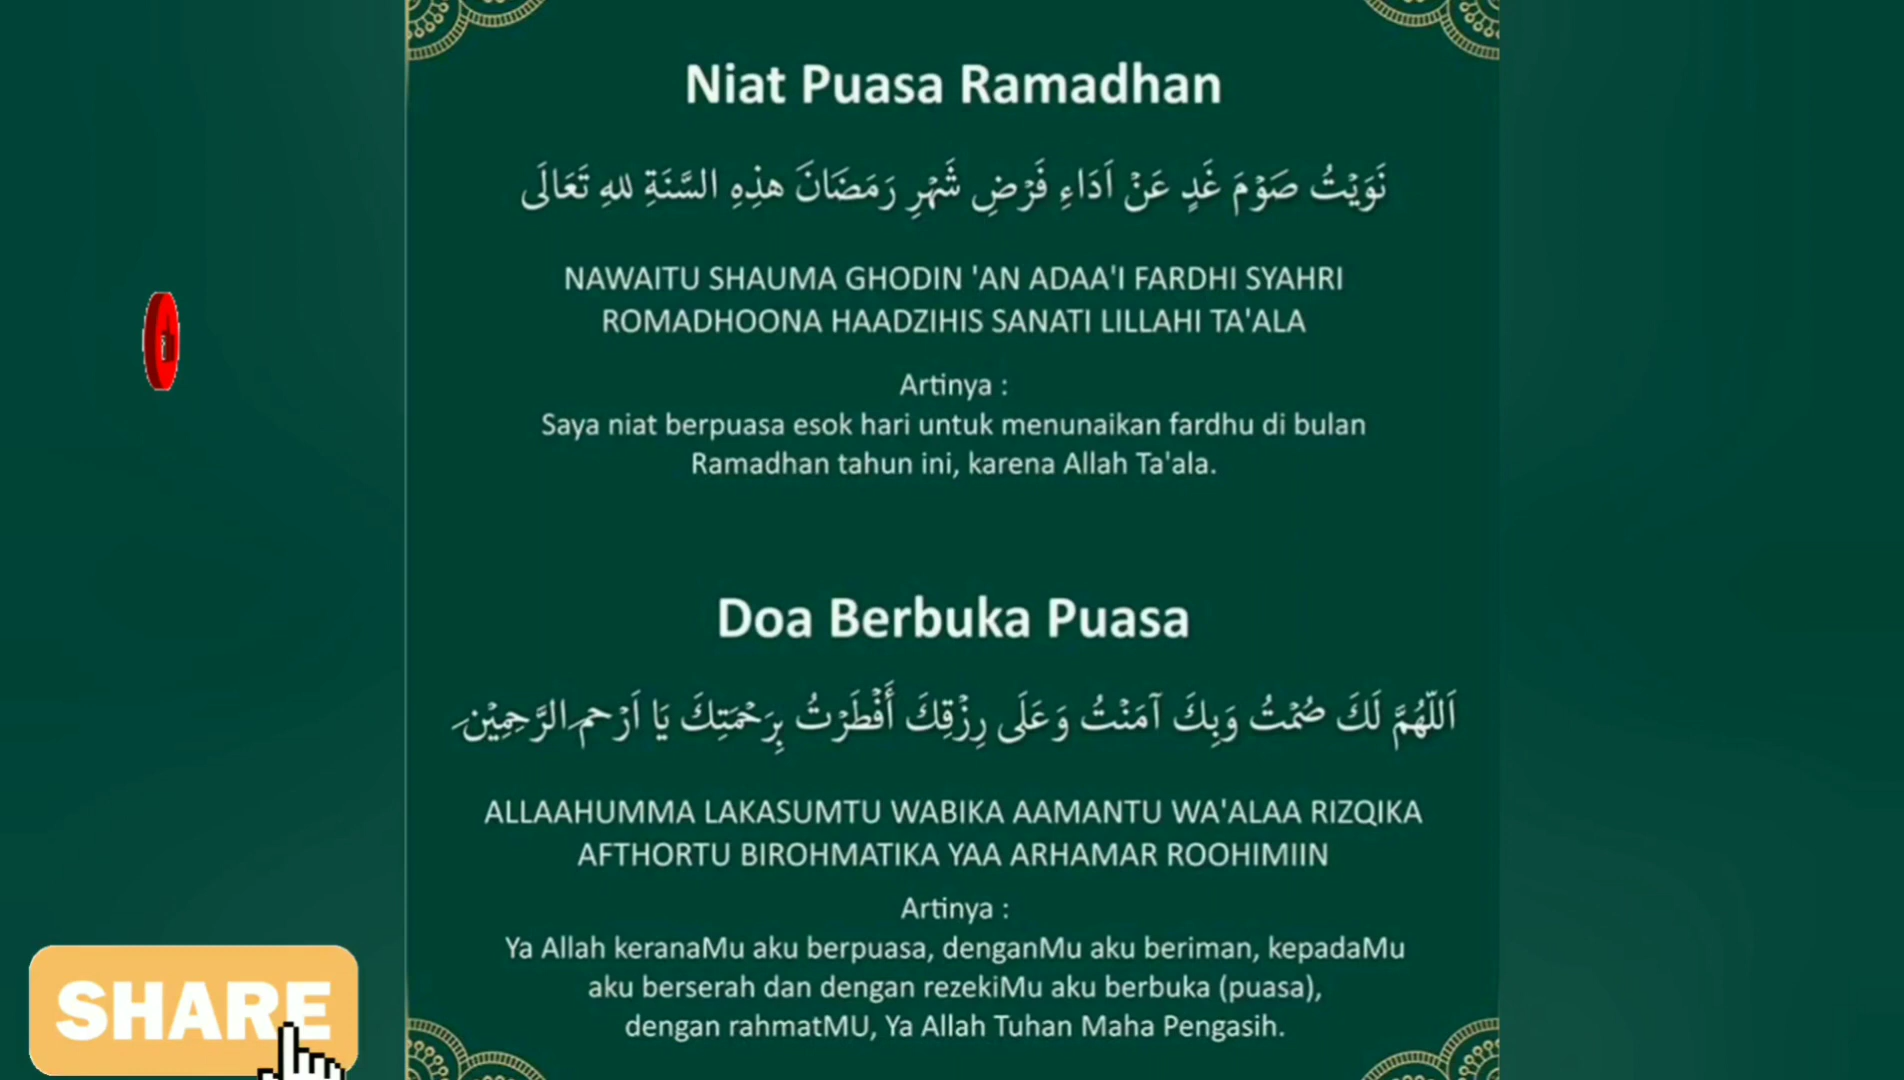 Niat Puasa Ramadhan
نَوَيْتُ صَوْمَ غَدٍ عَنْ اَدَاءِ فَرْضِ شَهْرِ رَمَضَانَ هذِهِ السَّنَةِ للهِ تَعَالَى
NAWAITU SHAUMA GHODIN 'AN ADAA'I FARDHI SYAHRI
ROMADHOONA HAADZIHIS SANATI LILLAHI TA'ALA
Artinya :
Saya niat berpuasa esok hari untuk menunaikan fardhu di bulan
Ramadhan tahun ini, karena Allah Ta'ala.
Doa Berbuka Puasa
اَللّهُمَّ لَكَ صُمْتُ وَبِكَ آمَنْتُ وَعَلَى رِزْقِكَ أَفْطَرْتُ بِرَحْمَتِكَ يَا اَرْحَمَ الرَّحِمِيْنَ
ALLAAHUMMA LAKASUMTU WABIKA AAMANTU WA'ALAA RIZQIKA
AFTHORTU BIROHMATIKA YAA ARHAMAR ROOHIMIIN
Artinya :
Ya Allah keranaMu aku berpuasa, denganMu aku beriman, kepadaMu
aku berserah dan dengan rezekiMu aku berbuka (puasa),
dengan rahmatMU, Ya Allah Tuhan Maha Pengasih.
SHARE